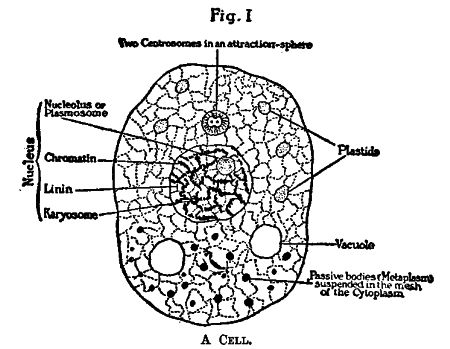 Fig. I
Two Centrosomes in an attraction-sphere
Nucleolus or
Plasmosome
Chromatin
Nucleus
Linin
Karyosome
Plastids
Vacuole
Passive bodies (Metaplasm)
suspended in the mesh
of the Cytoplasm
A CELL.